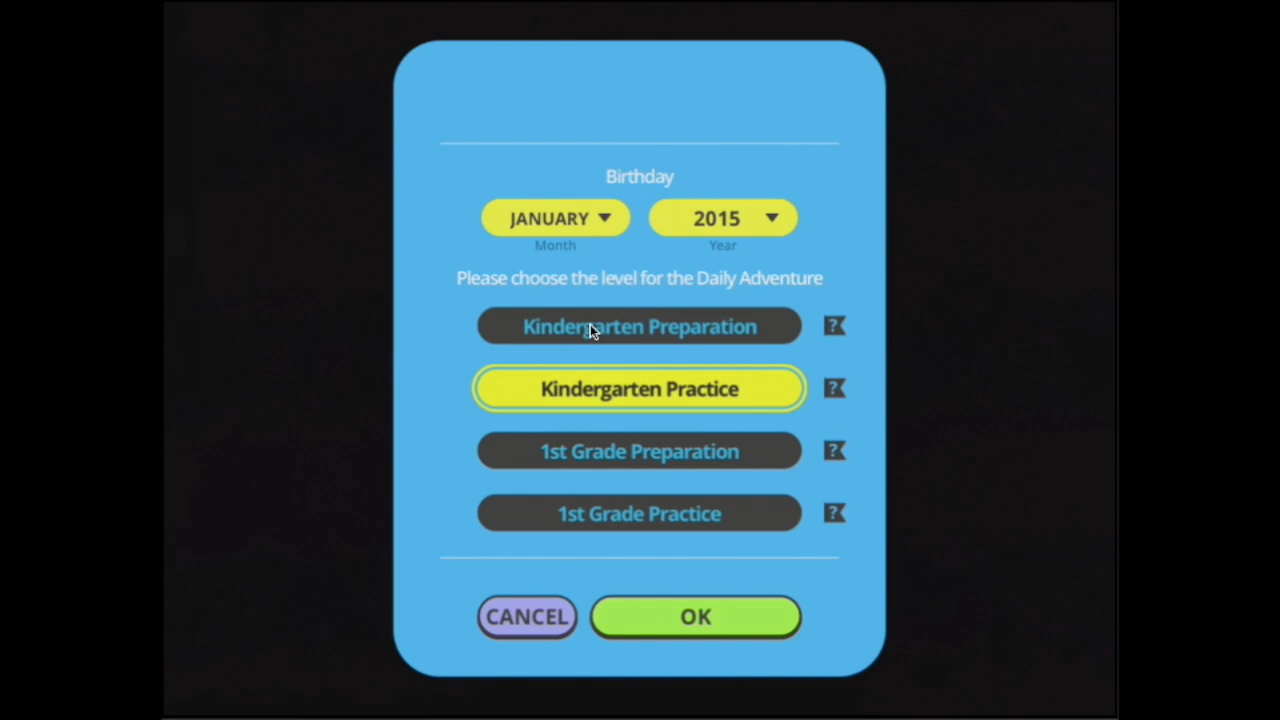 Birthday
JANUARY 2015
Month Year
Please choose the level for the Daily Adventure
Kindergarten Preparation ?
Kindergarten Practice ?
1st Grade Preparation ?
1st Grade Practice ?
CANCEL OK